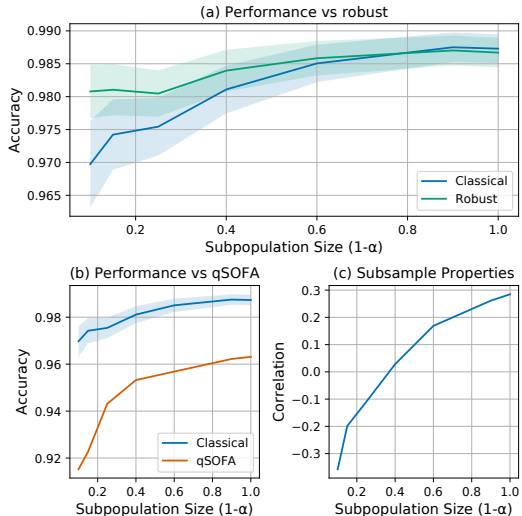 (a) Performance vs robust
Accuracy
0.990
0.985
0.980
0.975
0.970
0.965
0.2
0.4
0.6
0.8
1.0
Classical
Robust
Subpopulation Size (1-α)
(b) Performance vs qSOFA
Accuracy
0.98
0.96
0.94
0.92
0.2
0.4
0.6
0.8
1.0
Classical
qSOFA
Subpopulation Size (1-α)
(c) Subsample Properties
Correlation
0.3
0.2
0.1
0.0
−0.1
−0.2
−0.3
0.2
0.4
0.6
0.8
1.0
Subpopulation Size (1-α)